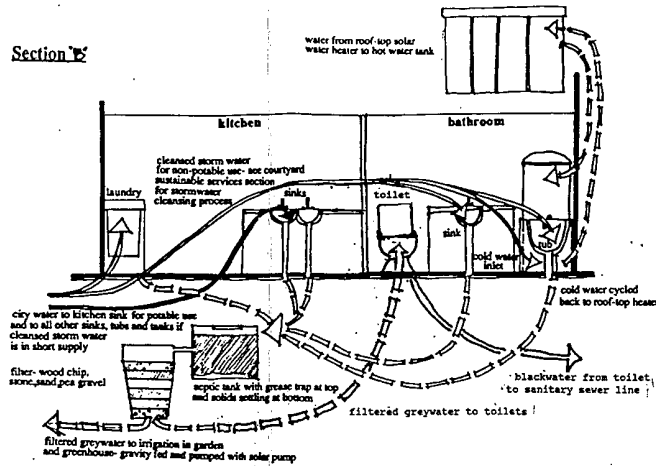 Section "B"
water from roof-top solar
water heater to hot water tank
kitchen
bathroom
cleansed storm water
for non-potable use- see courtyard
sustainable services section
for stormwater
cleansing process
laundry
sinks
toilet
sink
tub
cold water
inlet
cold water cycled
back to roof-top heater
city water to kitchen sink for potable use
and to all other sinks, tubs and tanks if
cleansed storm water
is in short supply
filter- wood chip,
stone,sand,pea gravel
septic tank with grease trap at top
and solids settling at bottom
blackwater from toilet
to sanitary sewer line
filtered greywater to toilets
filtered greywater to irrigation in garden
and greenhouse- gravity fed and pumped with solar pump